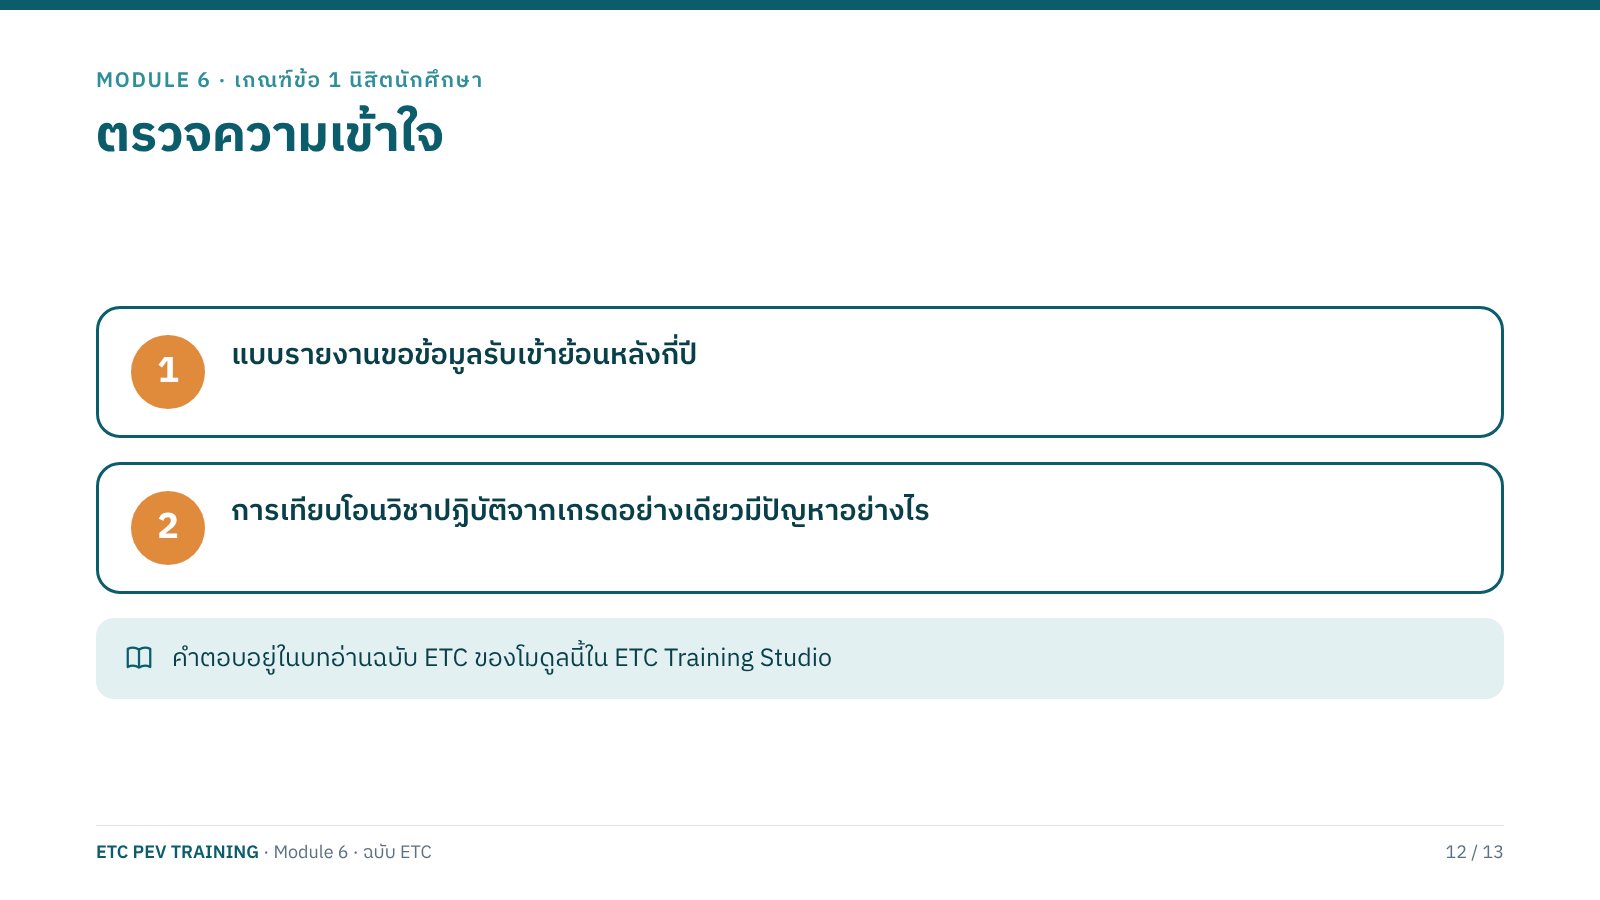 MODULE 6 · เกณฑ์ข้อ 1 นิสิตนักศึกษา
ตรวจความเข้าใจ
1 แบบรายงานขอข้อมูลรับเข้าย้อนหลังกี่ปี
2 การเทียบโอนวิชาปฏิบัติจากเกรดอย่างเดียวมีปัญหาอย่างไร
คำตอบอยู่ในบทอ่านฉบับ ETC ของโมดูลนี้ใน ETC Training Studio
ETC PEV TRAINING · Module 6 · ฉบับ ETC
12 / 13